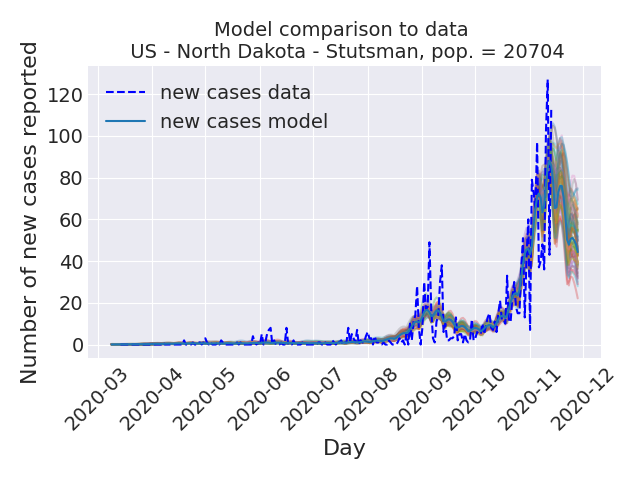 Model comparison to data
US - North Dakota - Stutsman, pop. = 20704
Number of new cases reported
120
100
80
60
40
20
0
new cases data
new cases model
2020-03
2020-04
2020-05
2020-06
2020-07
2020-08
2020-09
2020-10
2020-11
2020-12
Day